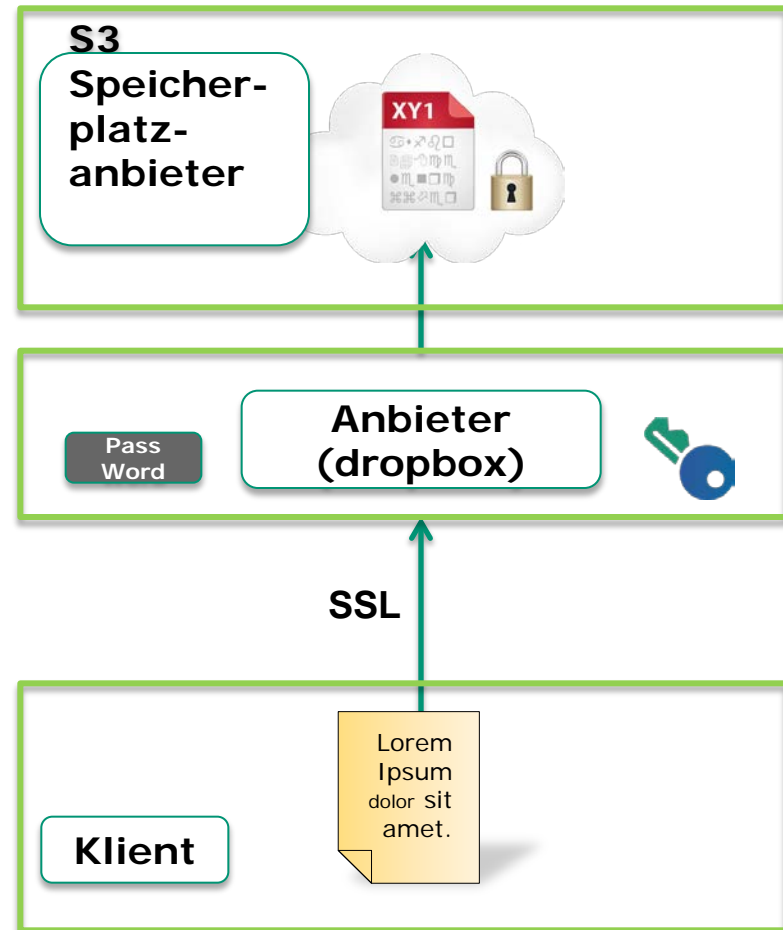 S3
Speicher-
platz-
anbieter
XY1
Pass
Word
Anbieter
(dropbox)
SSL
Lorem
Ipsum
dolor sit
amet.
Klient